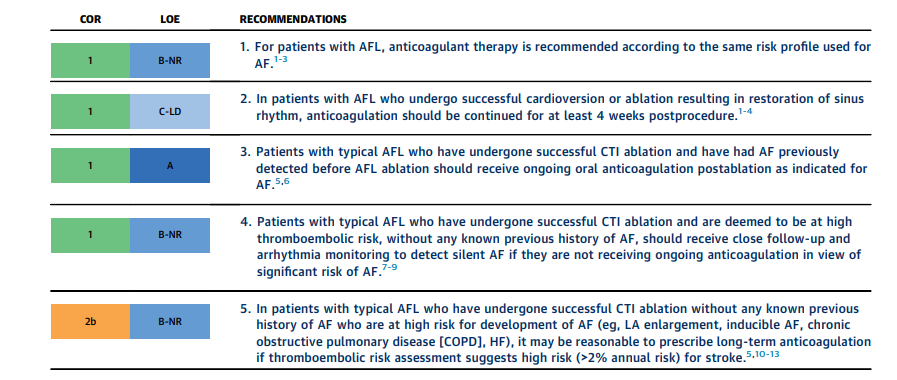 COR LOE RECOMMENDATIONS
1 B-NR 1. For patients with AFL, anticoagulant therapy is recommended according to the same risk profile used for
AF.1-3
1 C-LD 2. In patients with AFL who undergo successful cardioversion or ablation resulting in restoration of sinus
rhythm, anticoagulation should be continued for at least 4 weeks postprocedure.1-4
1 A 3. Patients with typical AFL who have undergone successful CTI ablation and have had AF previously
detected before AFL ablation should receive ongoing oral anticoagulation postablation as indicated for
AF.5,6
1 B-NR 4. Patients with typical AFL who have undergone successful CTI ablation and are deemed to be at high
thromboembolic risk, without any known previous history of AF, should receive close follow-up and
arrhythmia monitoring to detect silent AF if they are not receiving ongoing anticoagulation in view of
significant risk of AF.7-9
2b B-NR 5. In patients with typical AFL who have undergone successful CTI ablation without any known previous
history of AF who are at high risk for development of AF (eg, LA enlargement, inducible AF, chronic
obstructive pulmonary disease [COPD], HF), it may be reasonable to prescribe long-term anticoagulation
if thromboembolic risk assessment suggests high risk (>2% annual risk) for stroke.5,10-13